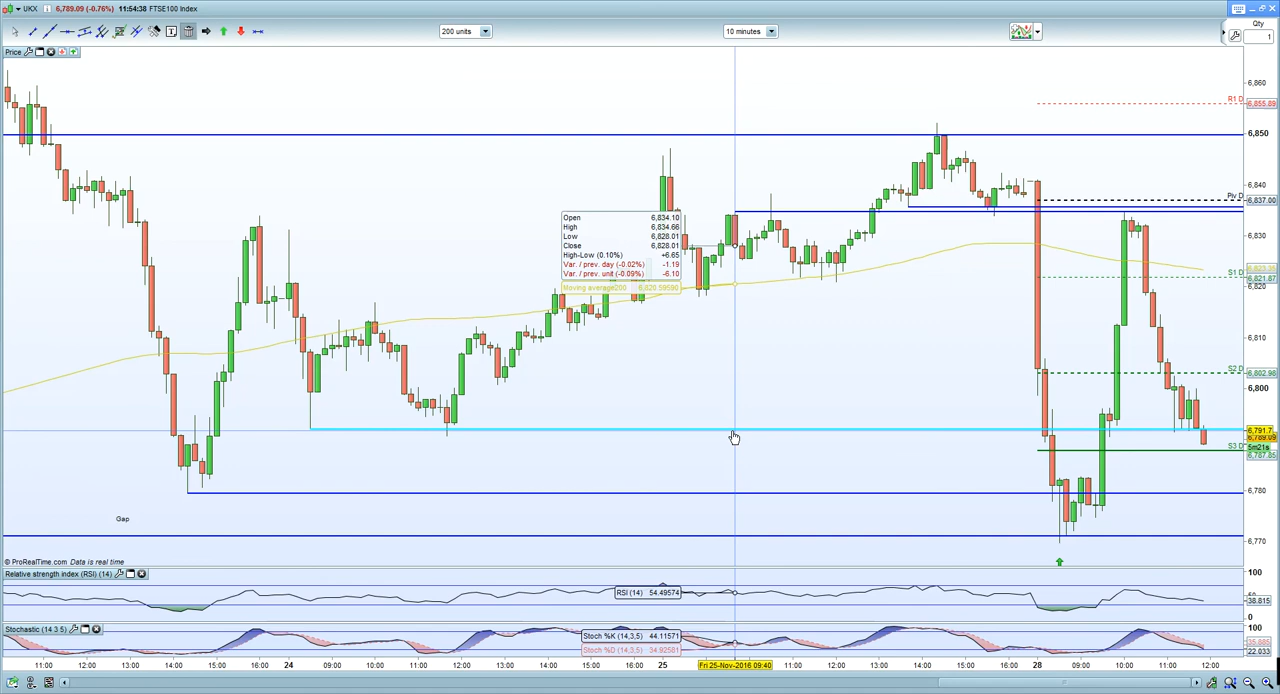 UKX 6,789.09 (-0.76%) 11:54:38 FTSE100 Index
200 units 10 minutes Qty
1
Price
6,860
R1 D 6,855.89
6,850
6,840
Piv D 6,837.00
6,830
S1 D 6,821.87
6,820
6,810
S2 D 6,802.98
6,800
6,791.7
6,789.09
5m21s
S3 D 6,787.85
6,780
6,770
Open 6,834.10
High 6,834.66
Low 6,828.01
Close 6,828.01
High-Low (0.10%) +6.65
Var. / prev. day (-0.02%) -1.19
Var. / prev. unit (-0.09%) -6.10
Moving average200 6,820.59590
Gap
© ProRealTime.com Data is real time
Relative strength index (RSI) (14)
RSI (14) 54.49574
100
38.815
0
Stochastic (14 3 5)
Stoch %K (14,3,5) 44.11571
Stoch %D (14,3,5) 34.92581
100
35.885
22.033
11:00 12:00 13:00 14:00 15:00 16:00 24 09:00 10:00 11:00 12:00 13:00 14:00 15:00 16:00 25 Fri 25-Nov-2016 09:40 11:00 12:00 13:00 14:00 15:00 16:00 28 09:00 10:00 11:00 12:00